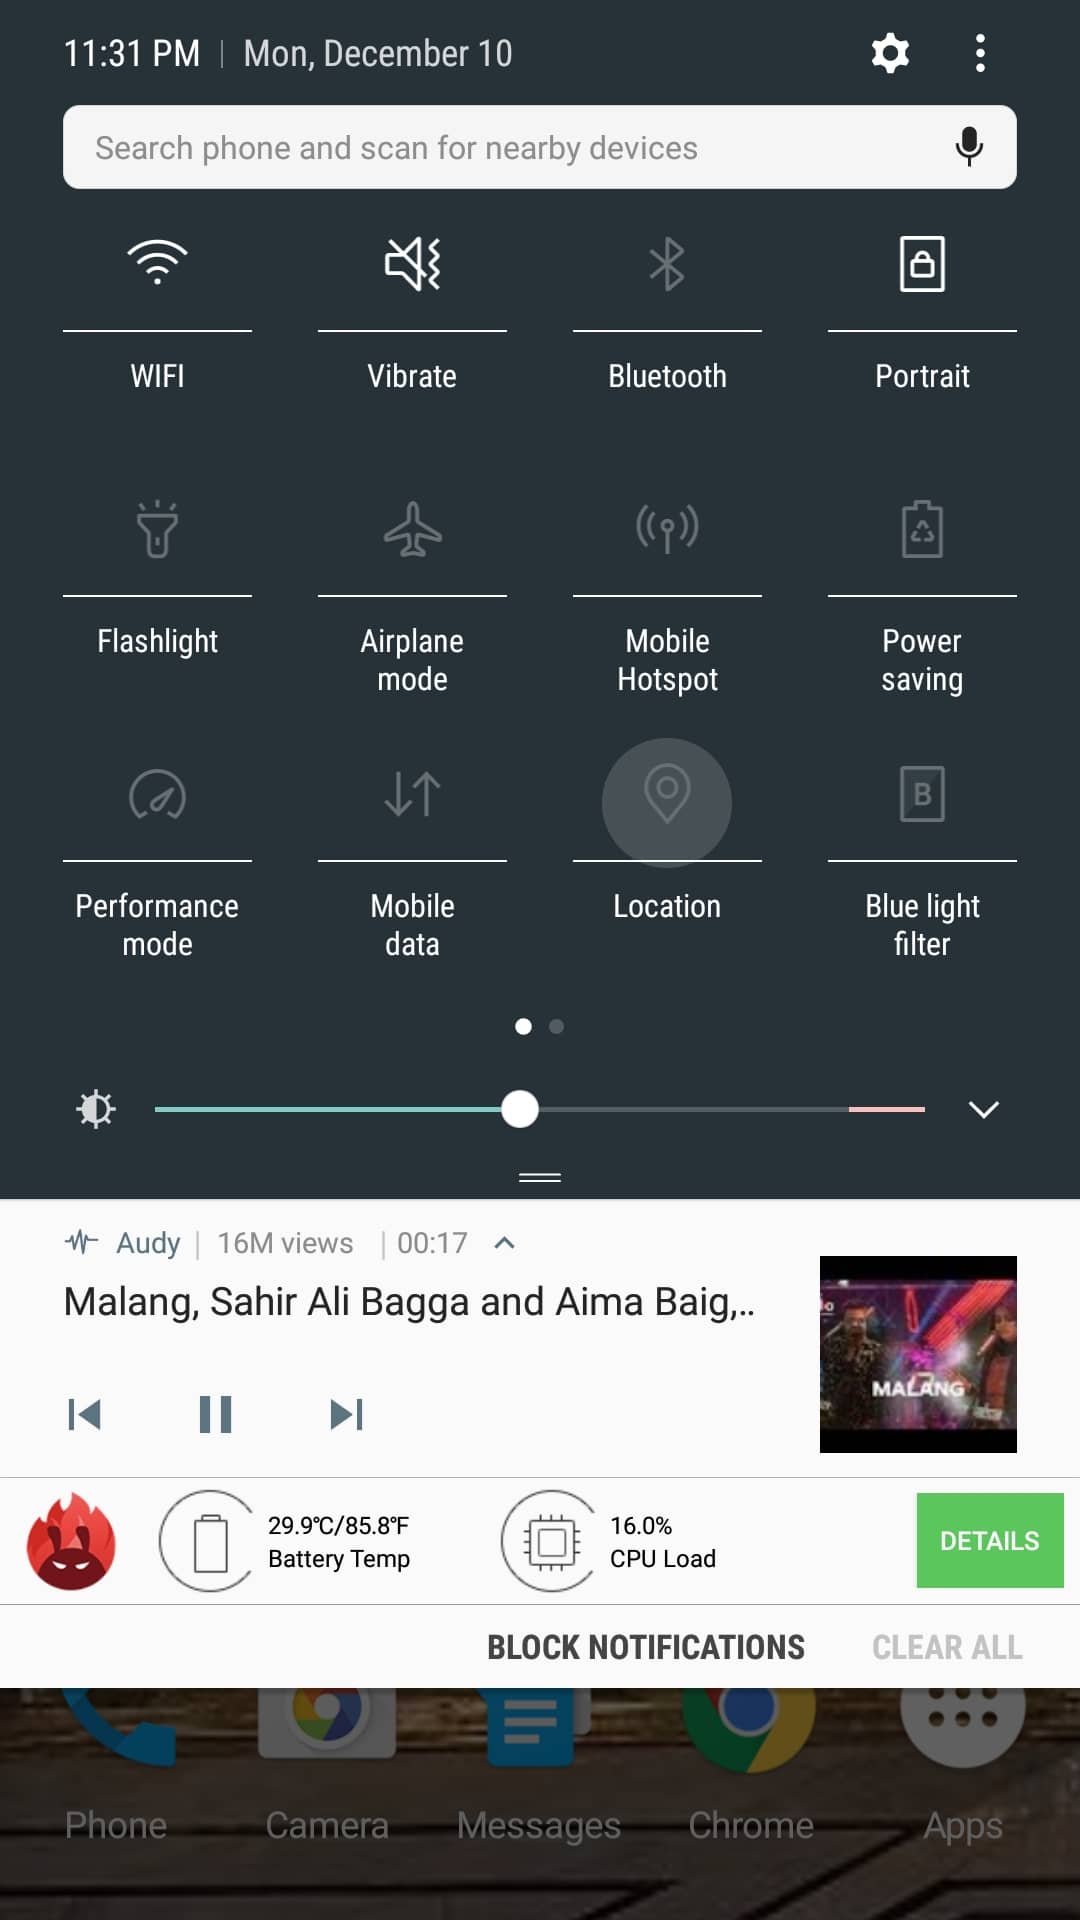 11:31 PM | Mon, December 10
Search phone and scan for nearby devices
WIFI
Vibrate
Bluetooth
Portrait
Flashlight
Airplane
mode
Mobile
Hotspot
Power
saving
Performance
mode
Mobile
data
Location
B
Blue light
filter
Audy | 16M views | 00:17
Malang, Sahir Ali Bagga and Aima Baig,..
MALANG
29.9℃/85.8℉
Battery Temp
16.0%
CPU Load
DETAILS
BLOCK NOTIFICATIONS
CLEAR ALL
Phone
Camera
Messages
Chrome
Apps